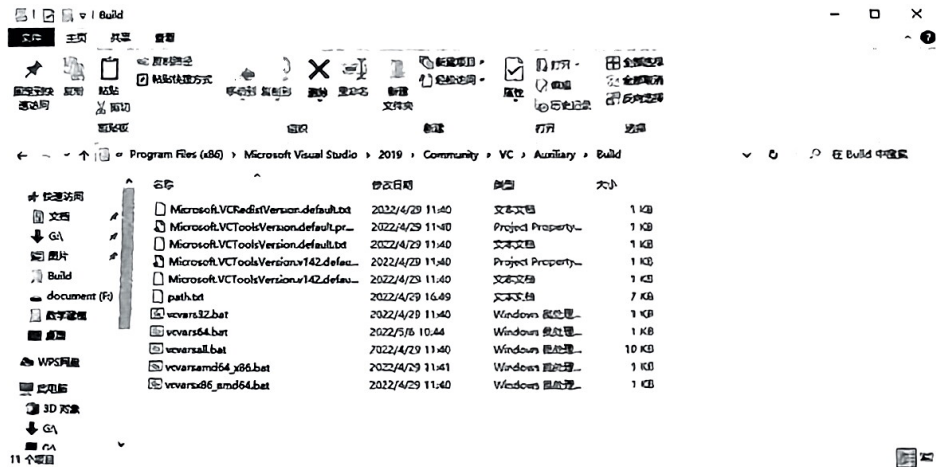 Build
文件 主页 共享 查看
复制路径 新建项目 打开 全部选择
粘贴快捷方式 轻松访问 编辑 全部取消
固定到快速访问 复制 粘贴 剪切 移动到 复制到 删除 重命名 新建文件夹 属性 历史记录 反向选择
剪贴板 组织 新建 打开 选择
Program Files (x86) › Microsoft Visual Studio › 2019 › Community › VC › Auxiliary › Build 在 Build 中搜索
名称 修改日期 类型 大小
快速访问
文档
G:\
图片
Build
document (F:)
数学建模
桌面
WPS网盘
此电脑
3D 对象
G:\
G:\
Microsoft.VCRedistVersion.default.txt 2022/4/29 11:40 文本文档 1 KB
Microsoft.VCToolsVersion.default.pr... 2022/4/29 11:40 Project Property... 1 KB
Microsoft.VCToolsVersion.default.txt 2022/4/29 11:40 文本文档 1 KB
Microsoft.VCToolsVersion.v142.defau... 2022/4/29 11:40 Project Property... 1 KB
Microsoft.VCToolsVersion.v142.defau... 2022/4/29 11:40 文本文档 1 KB
path.txt 2022/4/29 16:49 文本文档 7 KB
vcvars32.bat 2022/4/29 11:40 Windows 批处理... 1 KB
vcvars64.bat 2022/5/6 10:44 Windows 批处理... 1 KB
vcvarsall.bat 2022/4/29 11:40 Windows 批处理... 10 KB
vcvarsamd64_x86.bat 2022/4/29 11:41 Windows 批处理... 1 KB
vcvarsx86_amd64.bat 2022/4/29 11:40 Windows 批处理... 1 KB
11 个项目